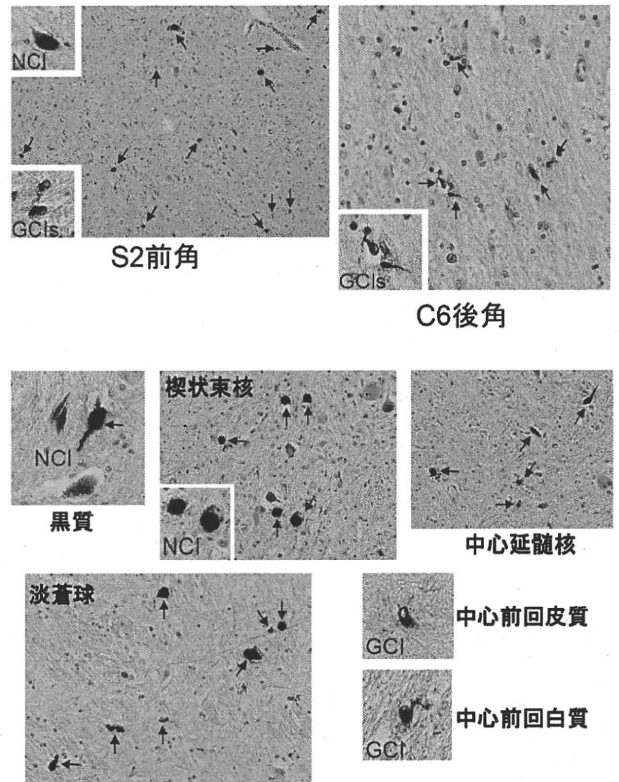 NCI
GCIs
S2前角
GCIs
C6後角
NCI
黒質
楔状束核
NCI
中心延髄核
淡蒼球
GCI
中心前回皮質
GCI
中心前回白質